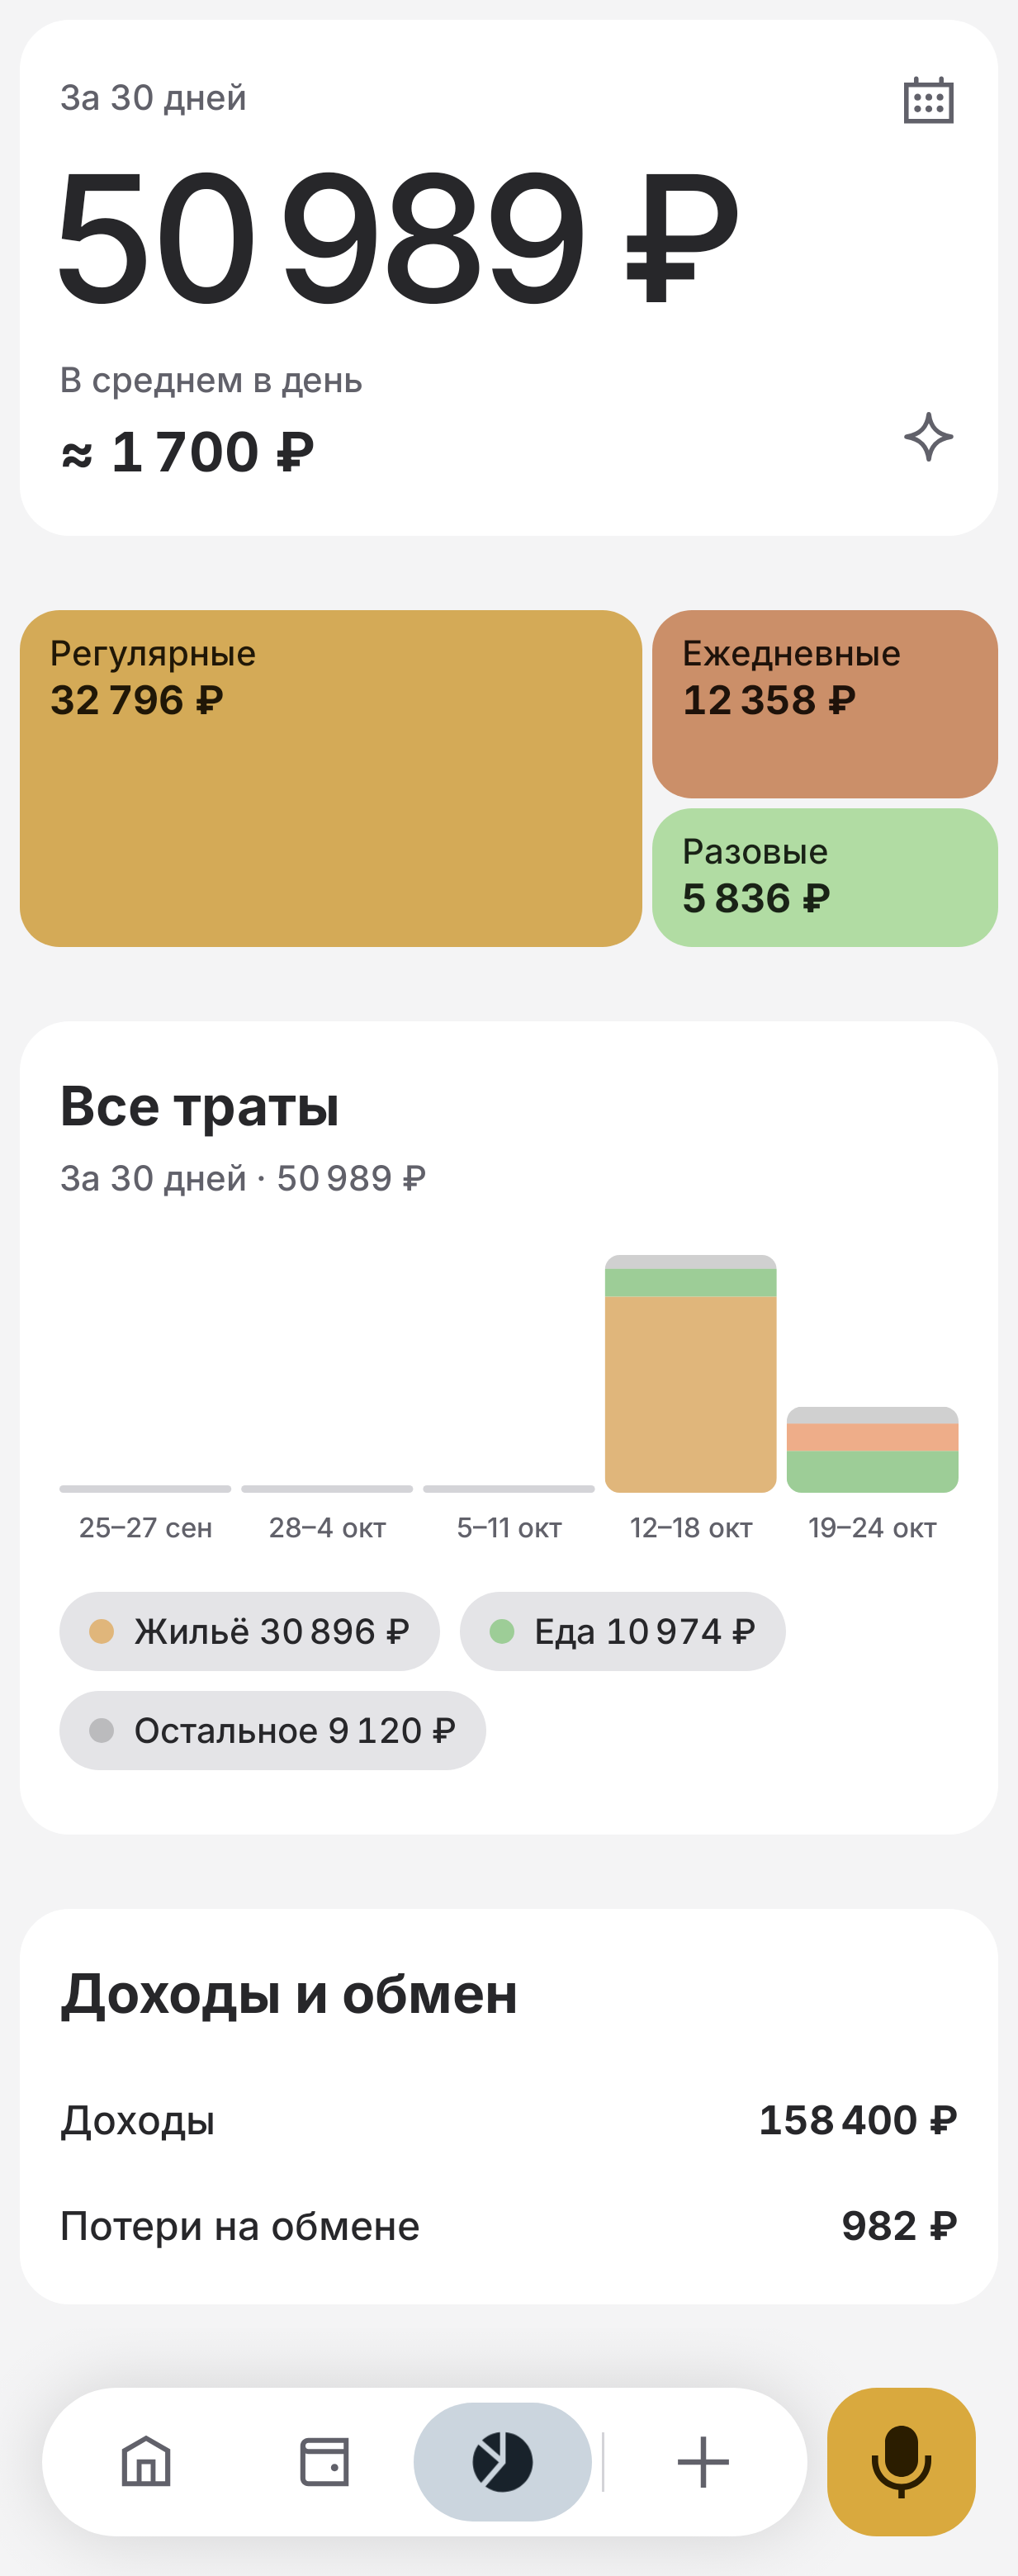 За 30 дней
50 989 ₽
В среднем в день
≈ 1 700 ₽
Регулярные
32 796 ₽
Ежедневные
12 358 ₽
Разовые
5 836 ₽
Все траты
За 30 дней · 50 989 ₽
25–27 сен 28–4 окт 5–11 окт 12–18 окт 19–24 окт
Жильё 30 896 ₽ Еда 10 974 ₽
Остальное 9 120 ₽
Доходы и обмен
Доходы 158 400 ₽
Потери на обмене 982 ₽